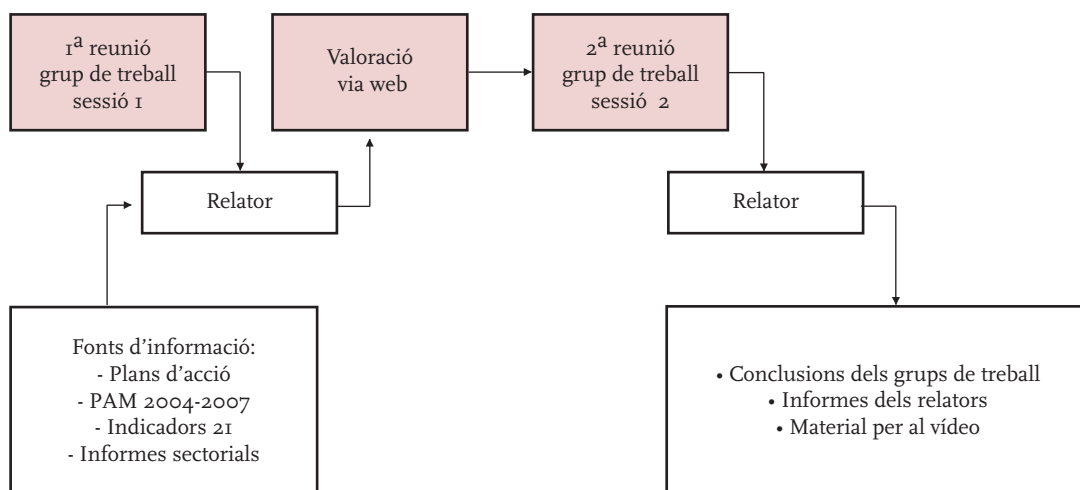 1ª reunió
grup de treball
sessió 1
Valoració
via web
2ª reunió
grup de treball
sessió 2
Relator
Relator
Fonts d’informació:
- Plans d’acció
- PAM 2004-2007
- Indicadors 21
- Informes sectorials
• Conclusions dels grups de treball
• Informes dels relators
• Material per al vídeo